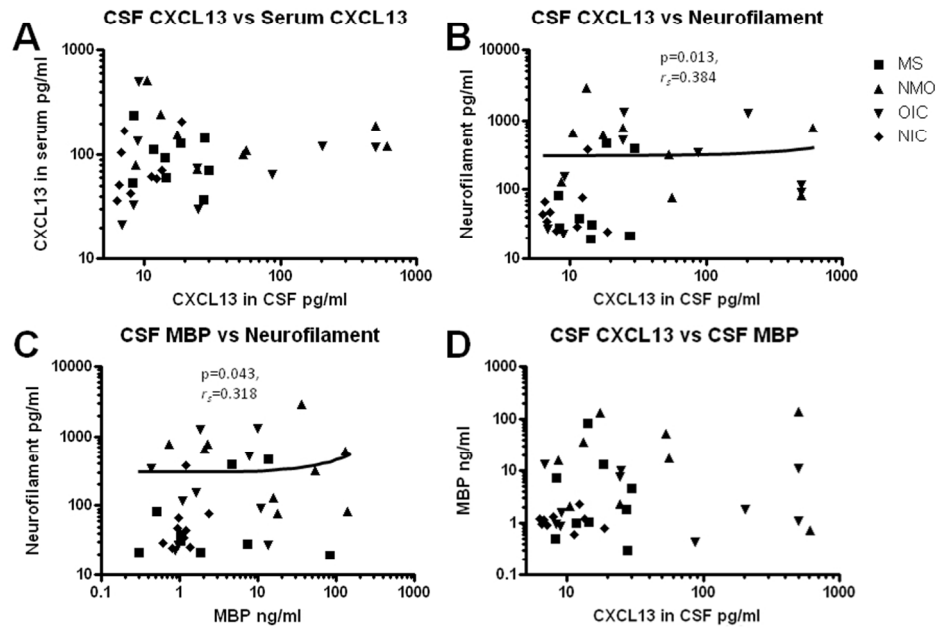 A
CSF CXCL13 vs Serum CXCL13
CXCL13 in serum pg/ml
1000
100
10
10
100
1000
CXCL13 in CSF pg/ml
B
CSF CXCL13 vs Neurofilament
p=0.013,
rs=0.384
Neurofilament pg/ml
10000
1000
100
10
10
100
1000
CXCL13 in CSF pg/ml
MS
NMO
OIC
NIC
C
CSF MBP vs Neurofilament
p=0.043,
rs=0.318
Neurofilament pg/ml
10000
1000
100
10
0.1
1
10
100
1000
MBP ng/ml
D
CSF CXCL13 vs CSF MBP
MBP ng/ml
1000
100
10
1
0.1
10
100
1000
CXCL13 in CSF pg/ml